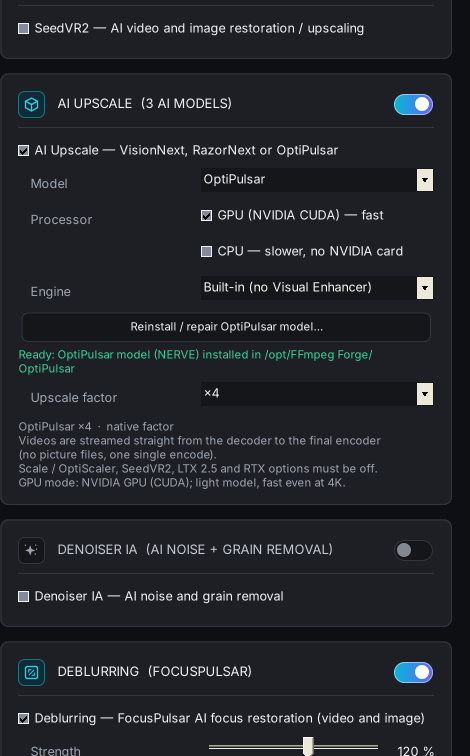 SeedVR2 — AI video and image restoration / upscaling
AI UPSCALE (3 AI MODELS)
AI Upscale — VisionNext, RazorNext or OptiPulsar
Model
OptiPulsar
Processor
GPU (NVIDIA CUDA) — fast
CPU — slower, no NVIDIA card
Engine
Built-in (no Visual Enhancer)
Reinstall / repair OptiPulsar model...
Ready: OptiPulsar model (NERVE) installed in /opt/FFmpeg Forge/
OptiPulsar
Upscale factor
×4
OptiPulsar ×4 · native factor
Videos are streamed straight from the decoder to the final encoder
(no picture files, one single encode).
Scale / OptiScaler, SeedVR2, LTX 2.5 and RTX options must be off.
GPU mode: NVIDIA GPU (CUDA); light model, fast even at 4K.
DENOISER IA (AI NOISE + GRAIN REMOVAL)
Denoiser IA — AI noise and grain removal
DEBLURRING (FOCUSPULSAR)
Deblurring — FocusPulsar AI focus restoration (video and image)
Strength
120 %